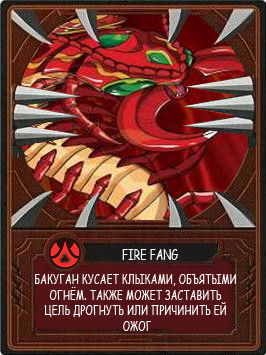 FIRE FANG
БАКУГАН КУСАЕТ КЛЫКАМИ, ОБЪЯТЫМИ
ОГНЁМ. ТАКЖЕ МОЖЕТ ЗАСТАВИТЬ
ЦЕЛЬ ДРОГНУТЬ ИЛИ ПРИЧИНИТЬ ЕЙ
ОЖОГ